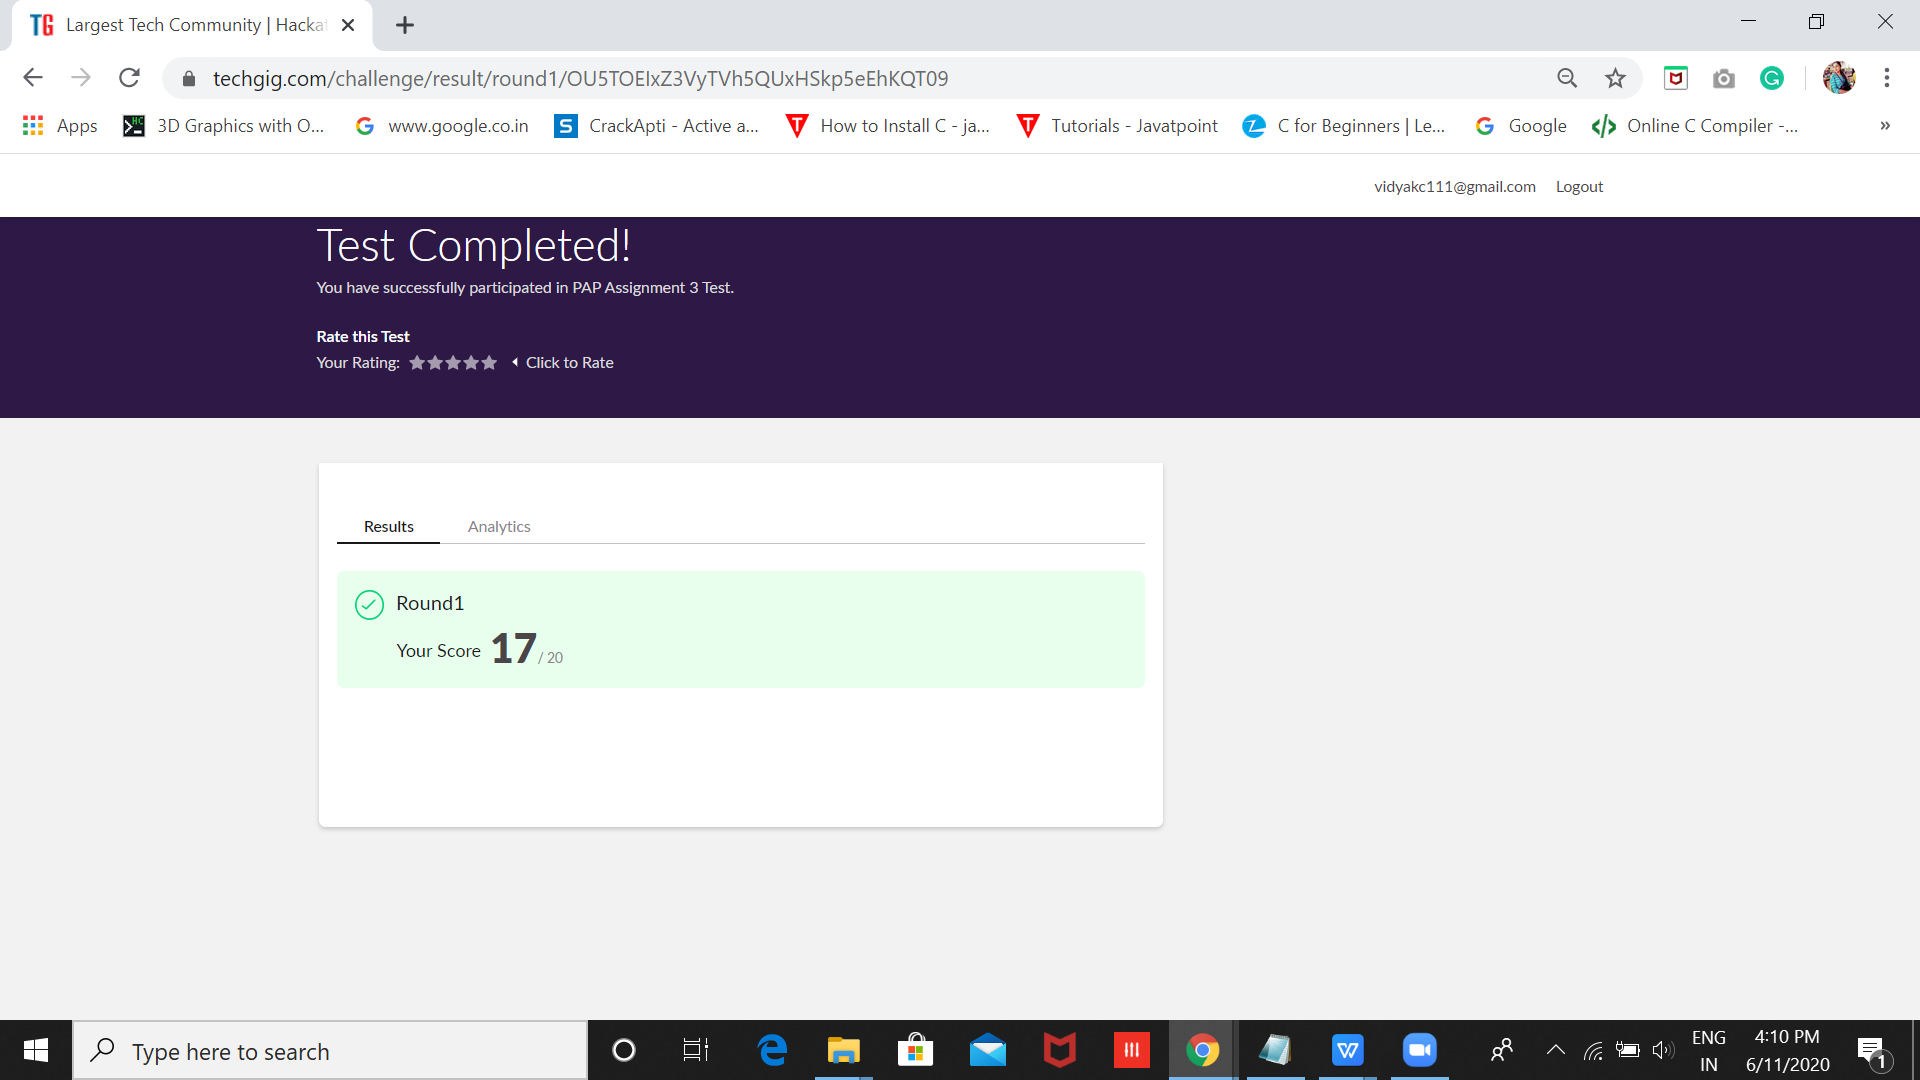 TG Largest Tech Community | Hacka
techgig.com/challenge/result/round1/OU5TOEIxZ3VyTVh5QUxHSkp5eEhKQT09
Apps 3D Graphics with O... www.google.co.in CrackApti - Active a... How to Install C - ja... Tutorials - Javatpoint C for Beginners | Le... Google Online C Compiler -... »
vidyakc111@gmail.com Logout
Test Completed!
You have successfully participated in PAP Assignment 3 Test.
Rate this Test
Your Rating: Click to Rate
Results Analytics
Round1
Your Score 17 / 20
Type here to search
ENG
IN
4:10 PM
6/11/2020
1